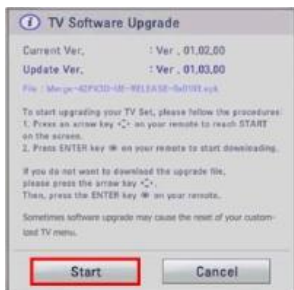 TV Software Upgrade
Current Ver. : Ver . 01.02.00
Update Ver. : Ver . 01.03.00
File :
To start upgrading your TV Set, please follow the procedures:
1. Press an arrow key on your remote to reach START
on the screen.
2. Press ENTER key on your remote to start downloading.
If you do not want to download the upgrade file,
please press the arrow key
Then, press the ENTER key on your remote.
Sometimes software upgrade may cause the reset of your custom-
ized TV menu.
Start
Cancel